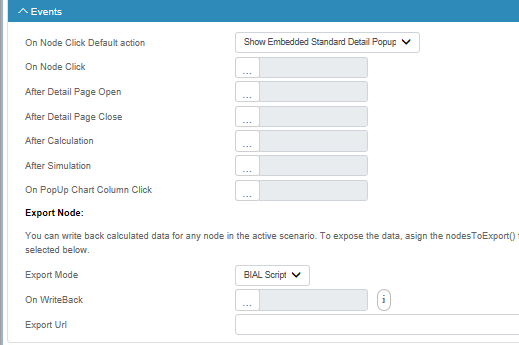 Events
On Node Click Default action Show Embedded Standard Detail Popup
On Node Click ...
After Detail Page Open ...
After Detail Page Close ...
After Calculation ...
After Simulation ...
On PopUp Chart Column Click ...
Export Node:
You can write back calculated data for any node in the active scenario. To expose the data, asign the nodesToExport()
selected below.
Export Mode BIAL Script
On WriteBack ... i
Export Url